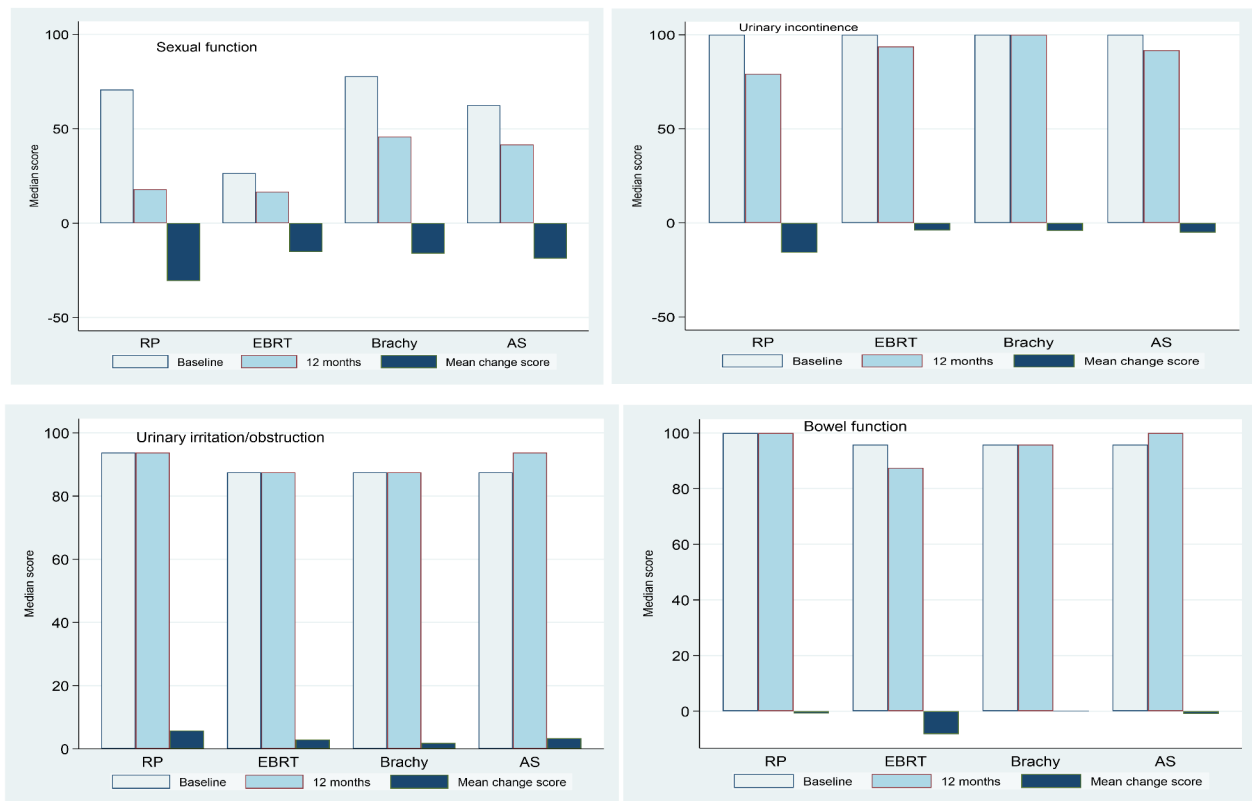 Sexual function
100
50
0
-50
Median score
RP EBRT Brachy AS
Baseline 12 months Mean change score
Urinary incontinence
100
50
0
-50
Median score
RP EBRT Brachy AS
Baseline 12 months Mean change score
Urinary irritation/obstruction
100
80
60
40
20
0
Median score
RP EBRT Brachy AS
Baseline 12 months Mean change score
Bowel function
100
80
60
40
20
0
Median score
RP EBRT Brachy AS
Baseline 12 months Mean change score